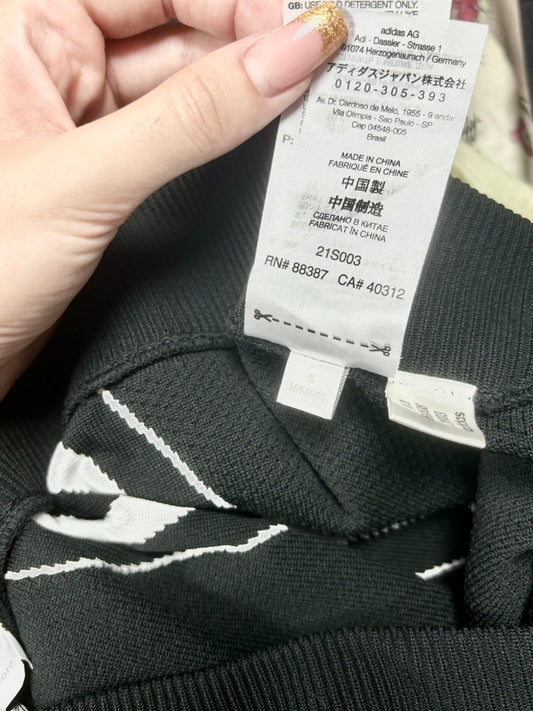 GB: USE MILD DETERGENT ONLY.
adidas AG
Adi - Dassler - Strasse 1
91074 Herzogenaurach / Germany
アディダスジャパン株式会社
0120-305-393
Av. Dr. Cardoso de Melo, 1955 - 9 andar
Vila Olimpia - Sao Paulo - SP
Cep 04548-005
Brasil
P:
MADE IN CHINA
FABRIQUÉ EN CHINE
中国製
中国制造
СДЕЛАНО В КИТАЕ
FABRICAT ÎN CHINA
21S003
RN# 88387 CA# 40312